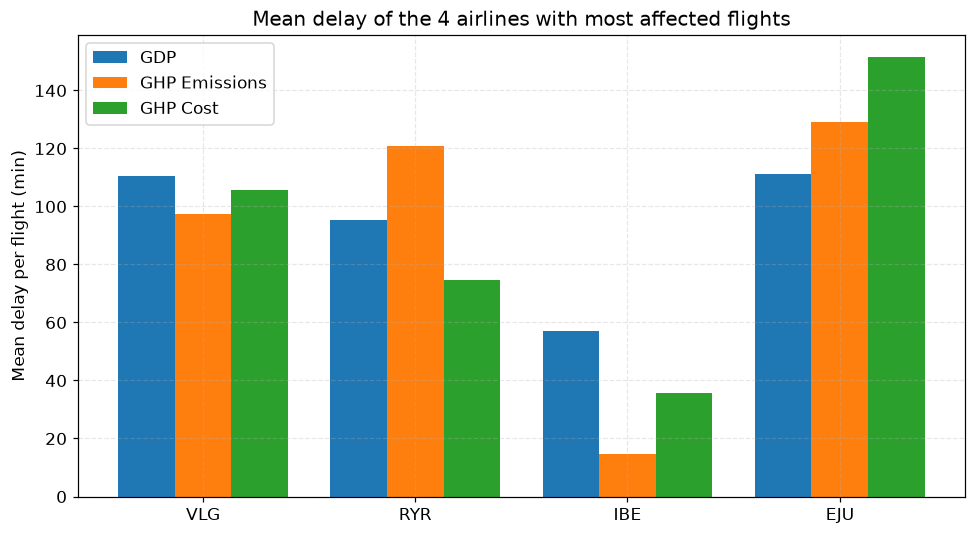 Mean delay of the 4 airlines with most affected flights
GDP
GHP Emissions
GHP Cost
Mean delay per flight (min)
140
120
100
80
60
40
20
0
VLG RYR IBE EJU